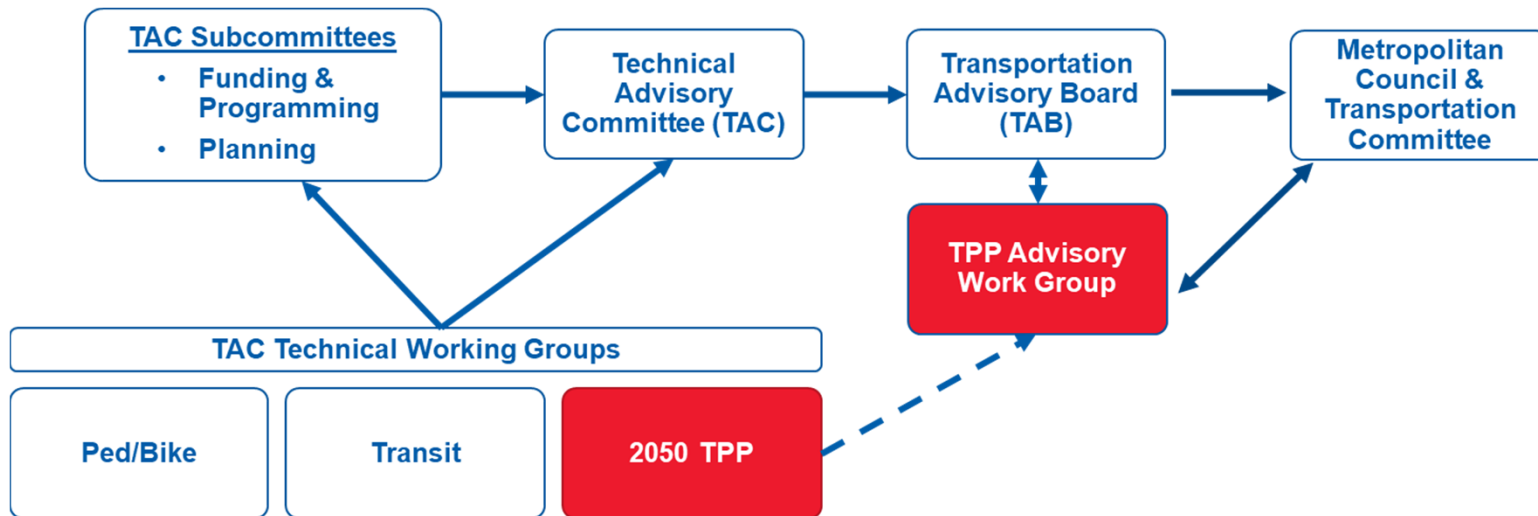 TAC Subcommittees
• Funding &
Programming
• Planning
Technical
Advisory
Committee (TAC)
Transportation
Advisory Board
(TAB)
Metropolitan
Council &
Transportation
Committee
TPP Advisory
Work Group
TAC Technical Working Groups
Ped/Bike
Transit
2050 TPP